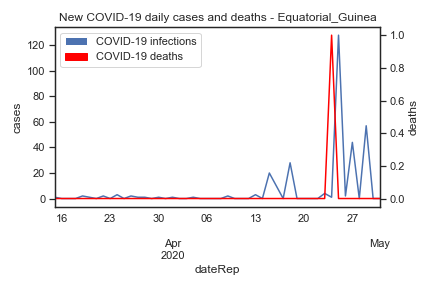 New COVID-19 daily cases and deaths - Equatorial_Guinea
COVID-19 infections
COVID-19 deaths
120
100
80
60
40
20
0
cases
1.0
0.8
0.6
0.4
0.2
0.0
deaths
16 23 30 06 13 20 27
Apr May
2020
dateRep